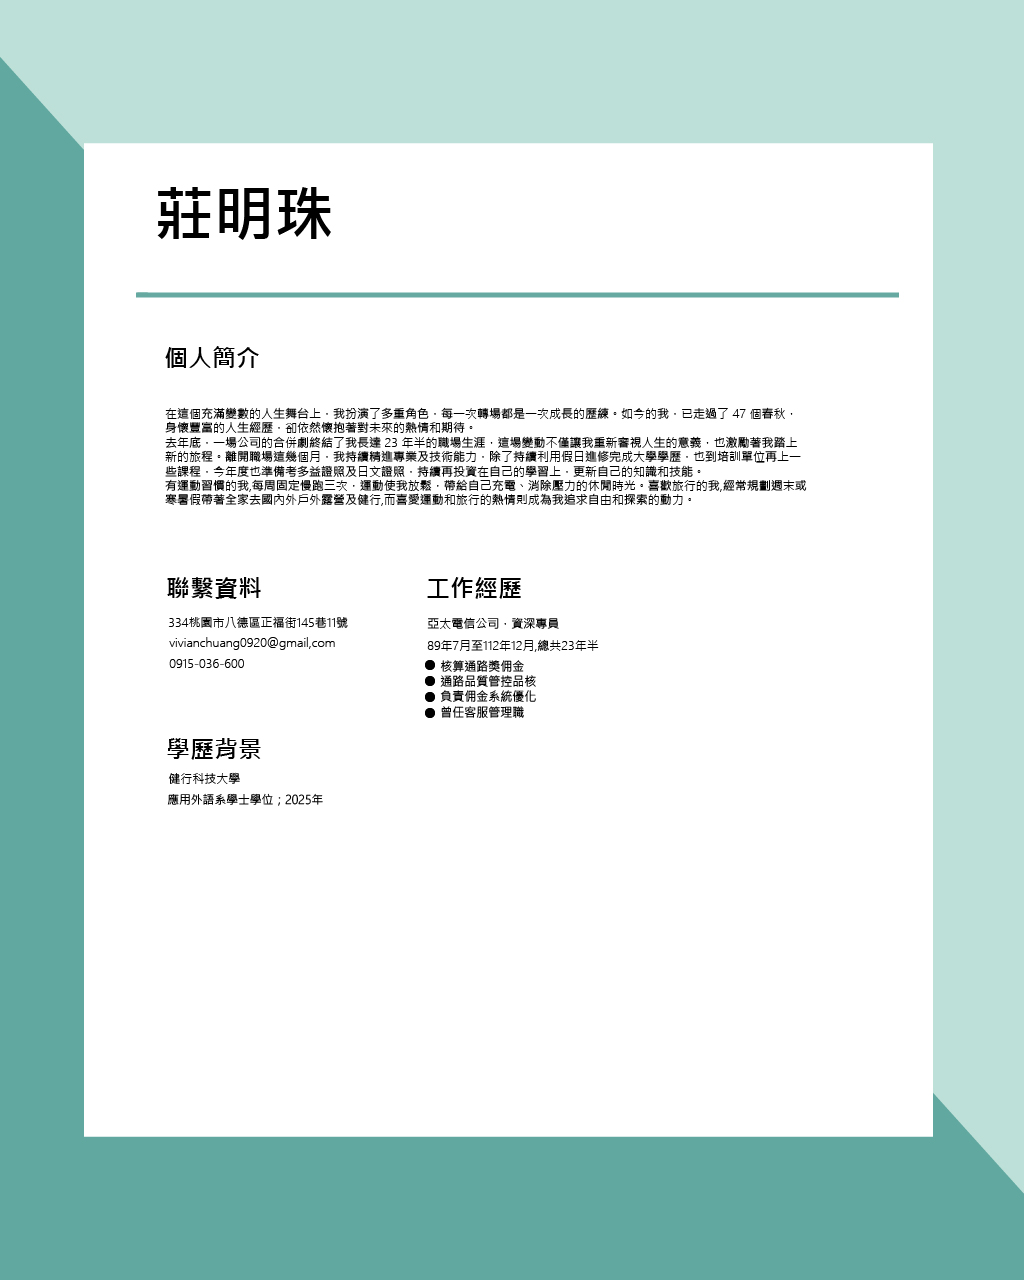 莊明珠
個人簡介
在這個充滿變數的人生舞台上，我扮演了多重角色，每一次轉場都是一次成長的歷練。如今的我，已走過了 47 個春秋，
身懷豐富的人生經歷，卻依然懷抱著對未來的熱情和期待。
去年底，一場公司的合併劇終結了我長達 23 年半的職場生涯，這場變動不僅讓我重新審視人生的意義，也激勵著我踏上
新的旅程。離開職場這幾個月，我持續精進專業及技術能力，除了持續利用假日進修完成大學學歷，也到培訓單位再上一
些課程，今年度也準備考多益證照及日文證照，持續再投資在自己的學習上，更新自己的知識和技能。
有運動習慣的我,每周固定慢跑三次，運動使我放鬆，帶給自己充電、消除壓力的休閒時光。喜歡旅行的我,經常規劃週末或
寒暑假帶著全家去國內外戶外露營及健行,而喜愛運動和旅行的熱情則成為我追求自由和探索的動力。
聯繫資料
334桃園市八德區正福街145巷11號
vivianchuang0920@gmail,com
0915-036-600
學歷背景
健行科技大學
應用外語系學士學位；2025年
工作經歷
亞太電信公司，資深專員
89年7月至112年12月,總共23年半
● 核算通路獎佣金
● 通路品質管控品核
● 負責佣金系統優化
● 曾任客服管理職